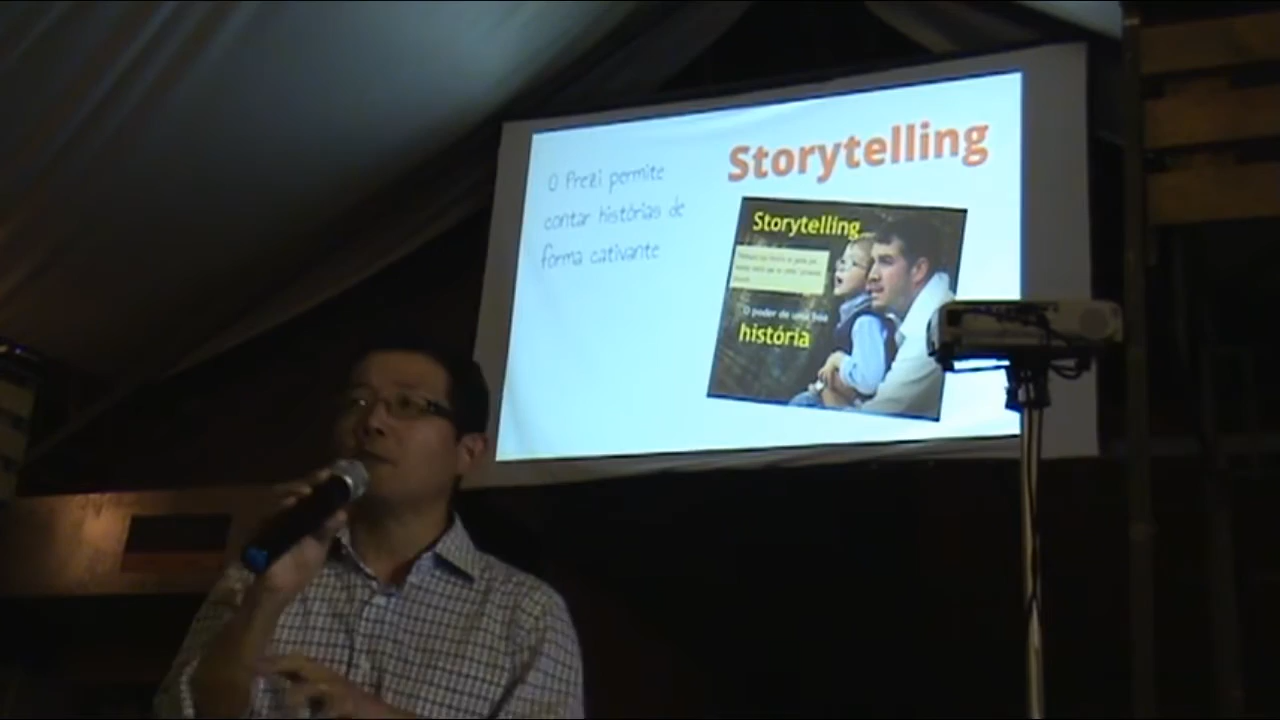 Storytelling
O Prezi permite
contar histórias de
forma cativante
Storytelling
O poder de uma boa
história